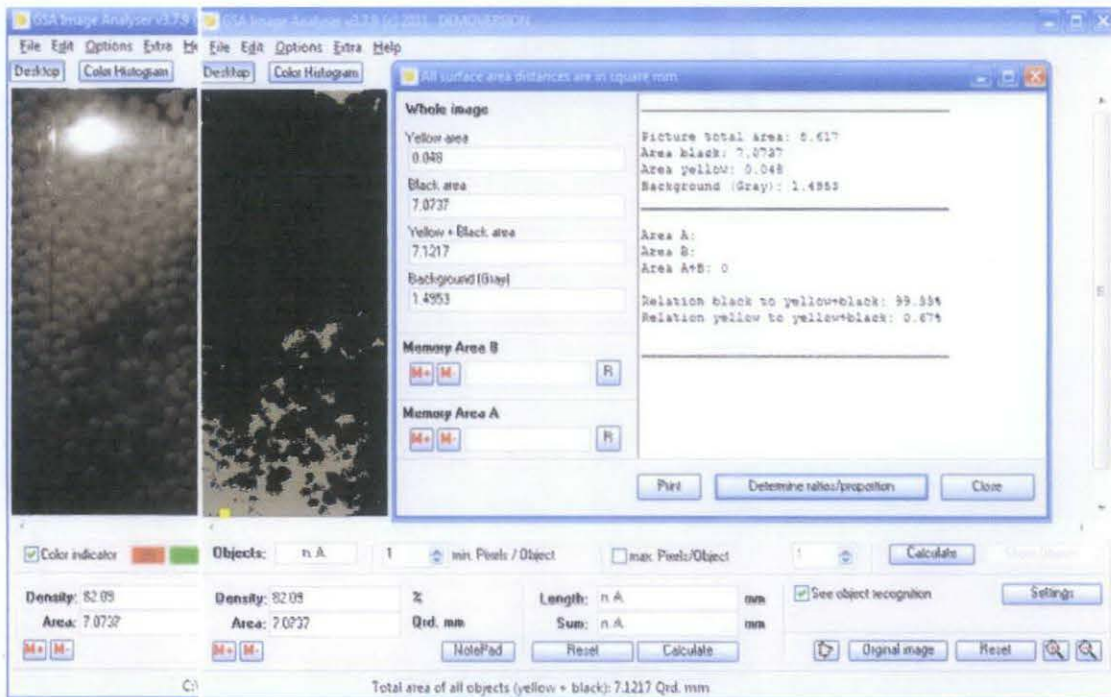 GSA Image Analyser v3.7.9
GSA Image Analyser v3.7.9 (c) 2011 DEMOVERSION
File Edit Options Extra
File Edit Options Extra Help
Desktop Color Histogram
Desktop Color Histogram
All surface area distances are in square mm
Whole image
Yellow area
0.048
Black area
7.0737
Yellow + Black area
7.1217
Background (Gray)
1.4953
Memory Area B
M+ M- R
Memory Area A
M+ M- R
Picture total area: 8.617
Area black: 7.0737
Area yellow: 0.048
Background (Gray): 1.4953
Area A:
Area B:
Area A+B: 0
Relation black to yellow+black: 99.33%
Relation yellow to yellow+black: 0.67%
Print Determine ratios/proportion Close
Color indicator
Objects: n.A. 1 min. Pixels / Object max. Pixels/Object 1 Calculate
Density: 82.09
Area: 7.0737
M+ M-
Density: 82.09 %
Area: 7.0737 Qrd. mm
M+ M- NotePad
Length: n.A. mm
Sum: n.A. mm
Reset Calculate
See object recognition Settings
Orginal image Reset
C:\
Total area of all objects (yellow + black): 7.1217 Qrd. mm